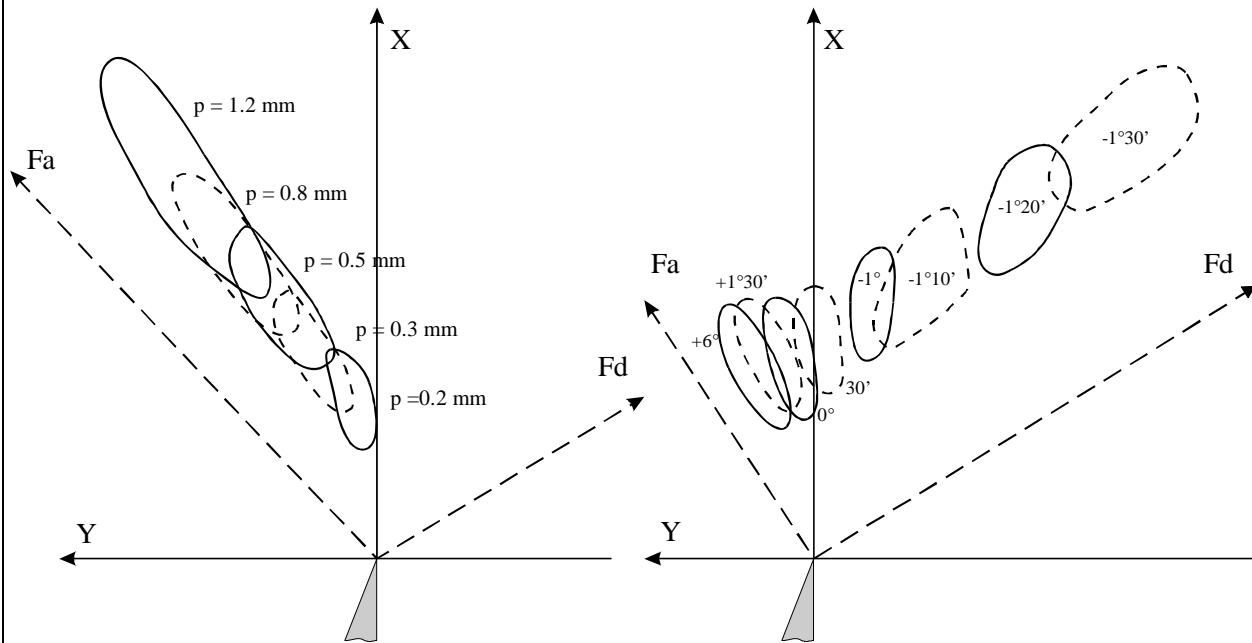 X
p = 1.2 mm
Fa
p = 0.8 mm
p = 0.5 mm
p = 0.3 mm
Fd
p =0.2 mm
Y
X
-1°30’
-1°20’
Fa
+1°30’
-1°
-1°10’
Fd
+6°
30’
0°
Y